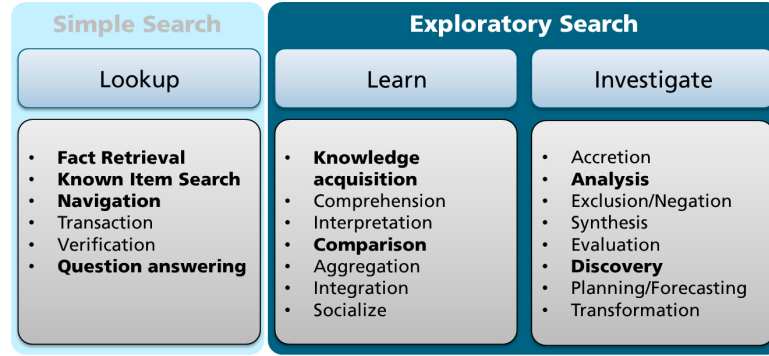 Simple Search
Exploratory Search
Lookup
Learn
Investigate
• Fact Retrieval
• Known Item Search
• Navigation
• Transaction
• Verification
• Question answering
• Knowledge
acquisition
• Comprehension
• Interpretation
• Comparison
• Aggregation
• Integration
• Socialize
• Accretion
• Analysis
• Exclusion/Negation
• Synthesis
• Evaluation
• Discovery
• Planning/Forecasting
• Transformation